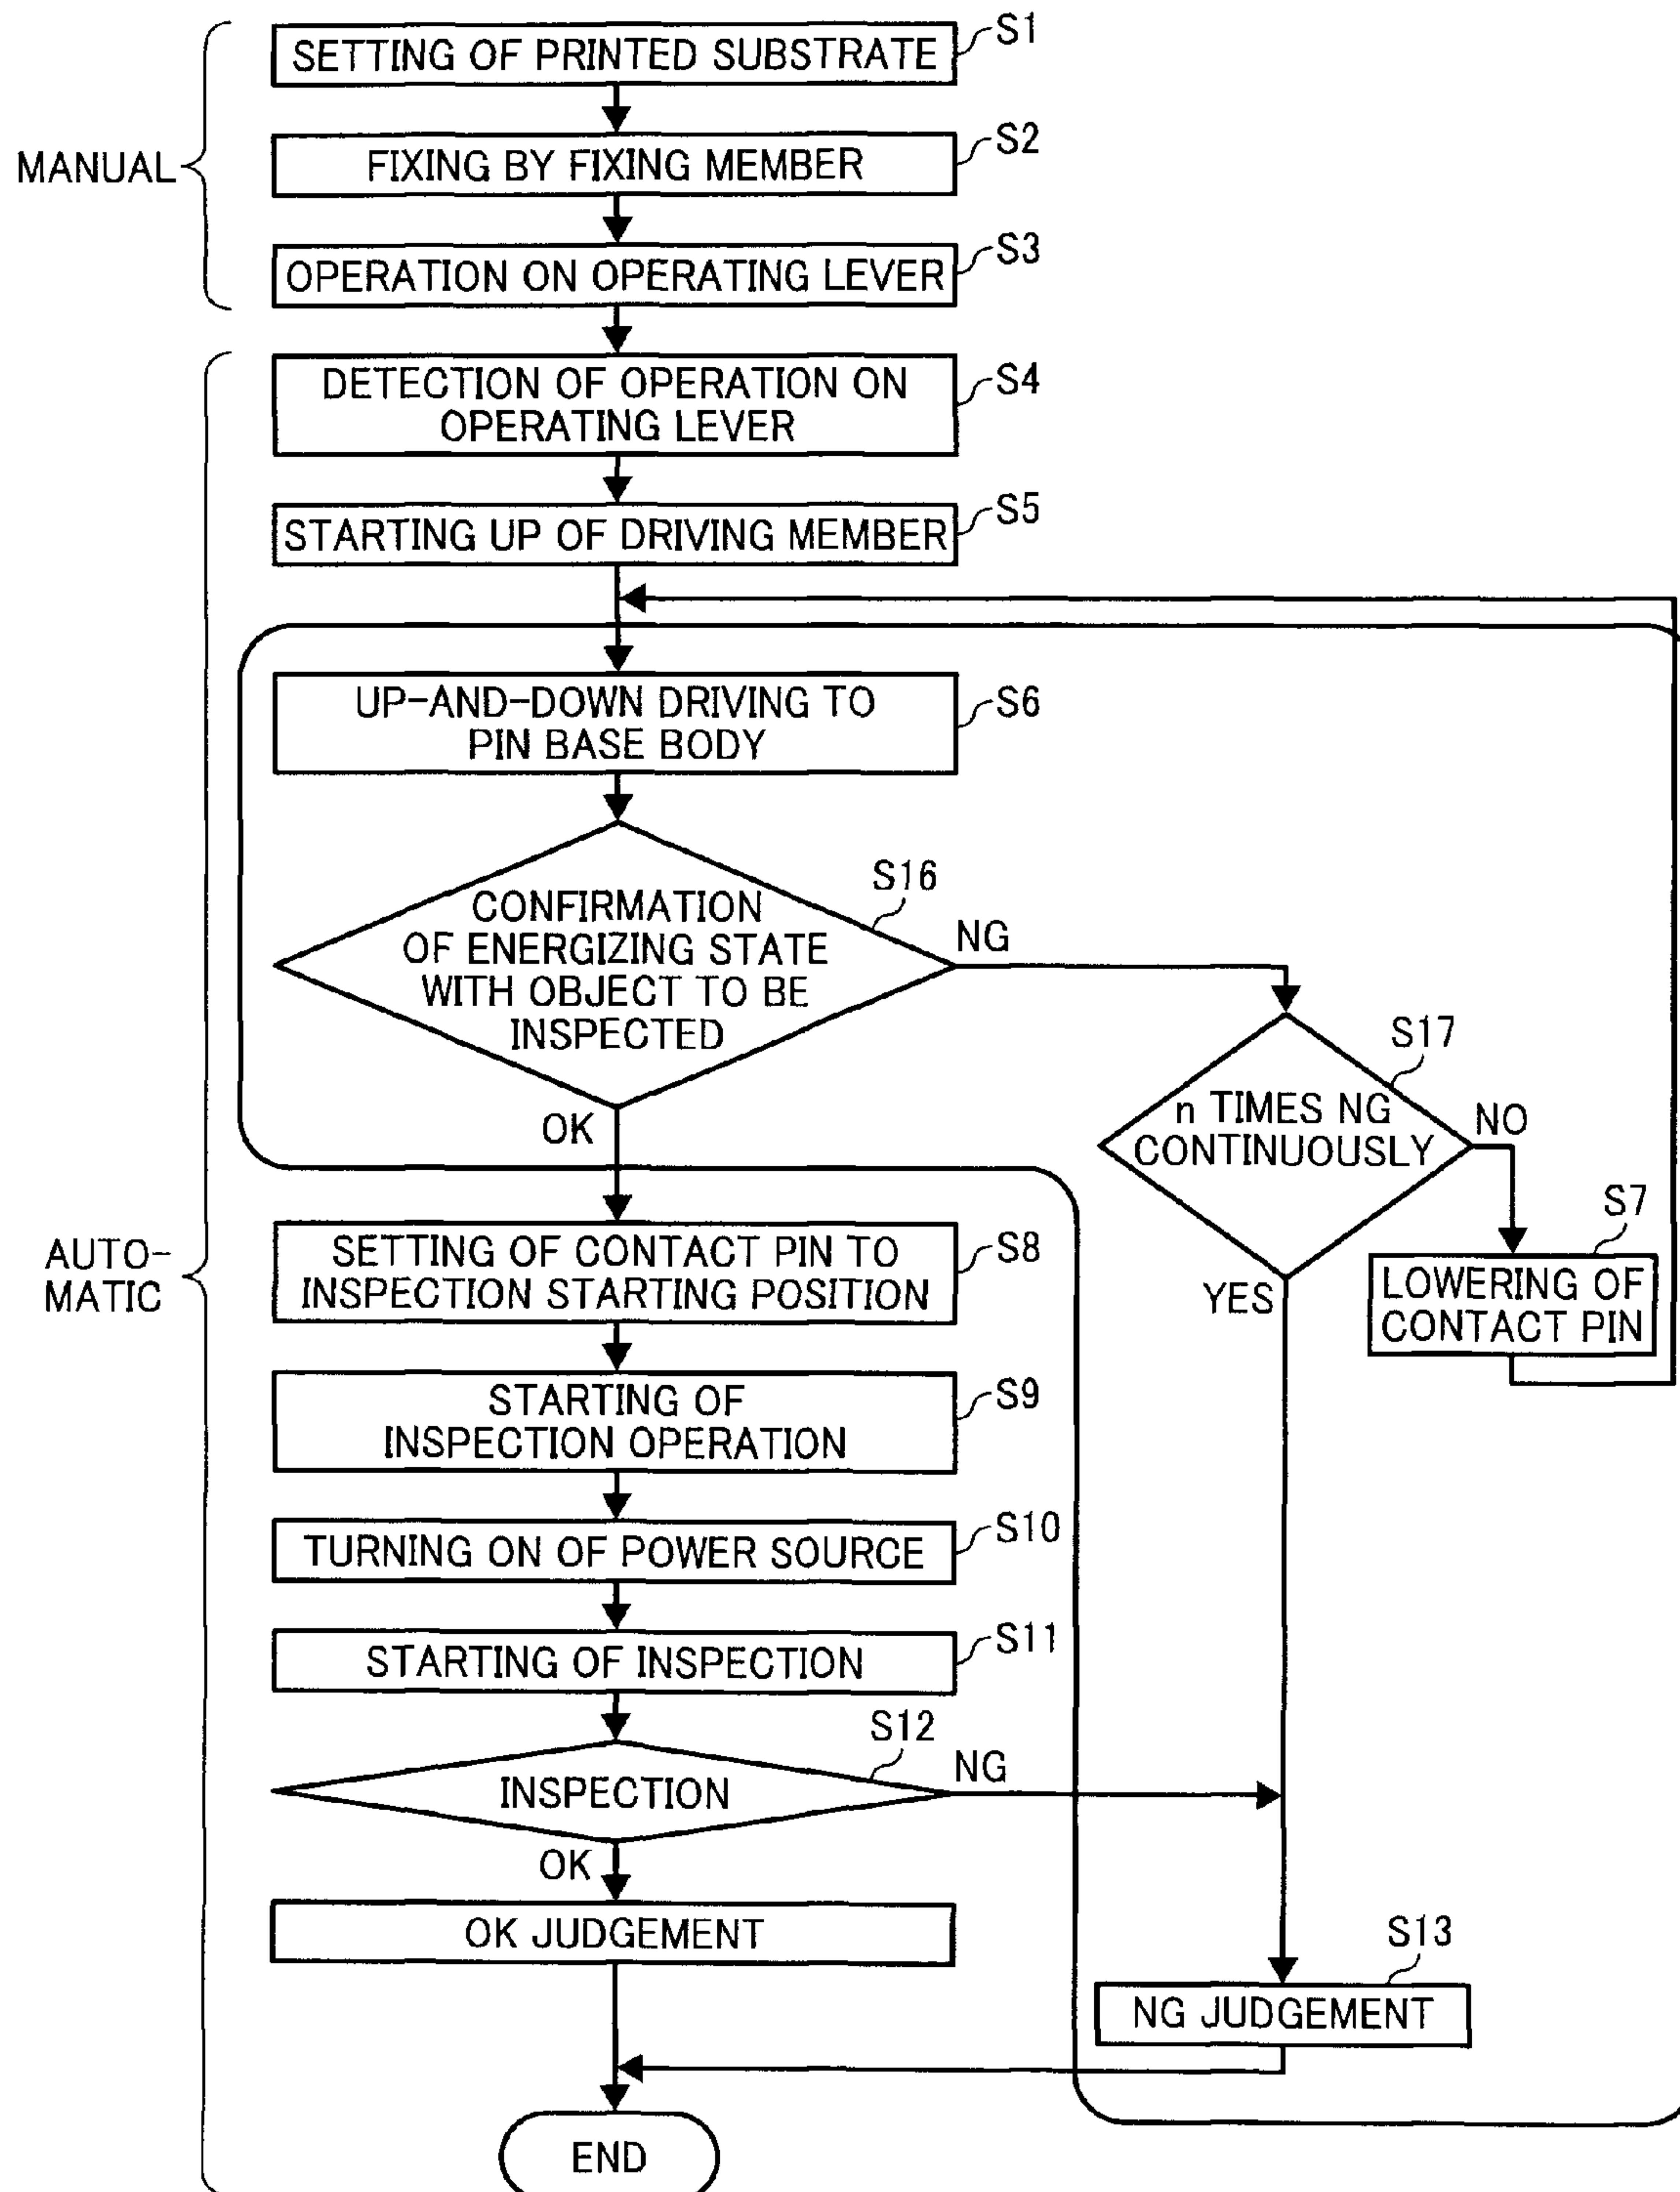 SETTING OF PRINTED SUBSTRATE
S1
FIXING BY FIXING MEMBER
S2
MANUAL
OPERATION ON OPERATING LEVER
S3
DETECTION OF OPERATION ON
OPERATING LEVER
S4
STARTING UP OF DRIVING MEMBER
S5
UP-AND-DOWN DRIVING TO
PIN BASE BODY
S6
CONFIRMATION
OF ENERGIZING STATE
WITH OBJECT TO BE
INSPECTED
S16
NG
OK
n TIMES NG
CONTINUOUSLY
S17
NO
YES
LOWERING OF
CONTACT PIN
S7
AUTO-
MATIC
SETTING OF CONTACT PIN TO
INSPECTION STARTING POSITION
S8
STARTING OF
INSPECTION OPERATION
S9
TURNING ON OF POWER SOURCE
S10
STARTING OF INSPECTION
S11
INSPECTION
S12
NG
OK
OK JUDGEMENT
NG JUDGEMENT
S13
END